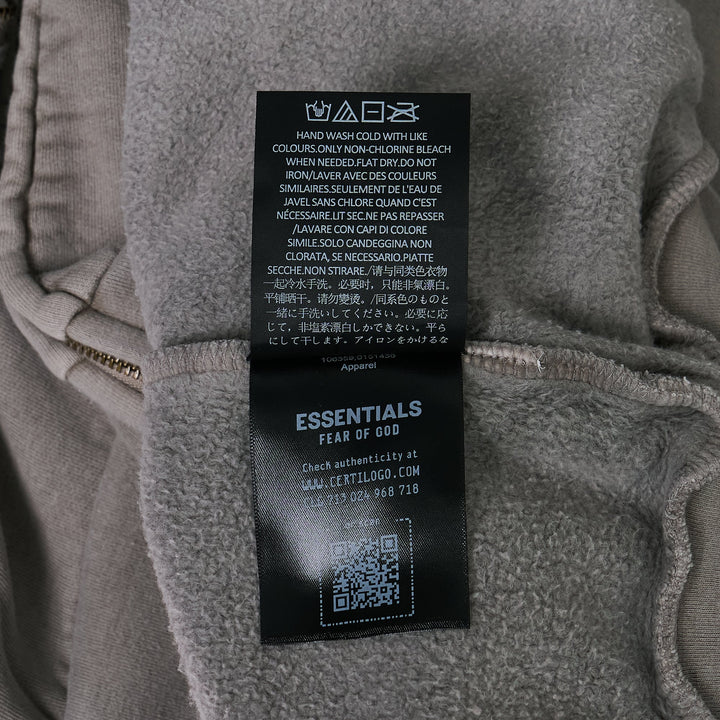 HAND WASH COLD WITH LIKE
COLOURS.ONLY NON-CHLORINE BLEACH
WHEN NEEDED.FLAT DRY.DO NOT
IRON/LAVER AVEC DES COULEURS
SIMILAIRES.SEULEMENT DE L'EAU DE
JAVEL SANS CHLORE QUAND C'EST
NÉCESSAIRE.LIT SEC.NE PAS REPASSER
/LAVARE CON CAPI DI COLORE
SIMILE.SOLO CANDEGGINA NON
CLORATA, SE NECESSARIO.PIATTE
SECCHE.NON STIRARE./请与同类色衣物
一起冷水手洗。必要时，只能非氯漂白。
平铺晒干。请勿變烫。/同系色のものと
一緒に手洗いしてください。必要に応じ
て，非塩素漂白しかできない。平ら
にして干します。アイロンをかけるな
Apparel
ESSENTIALS
FEAR OF GOD
Check authenticity at
WWW.CERTILOGO.COM
713 024 968 718
or scan